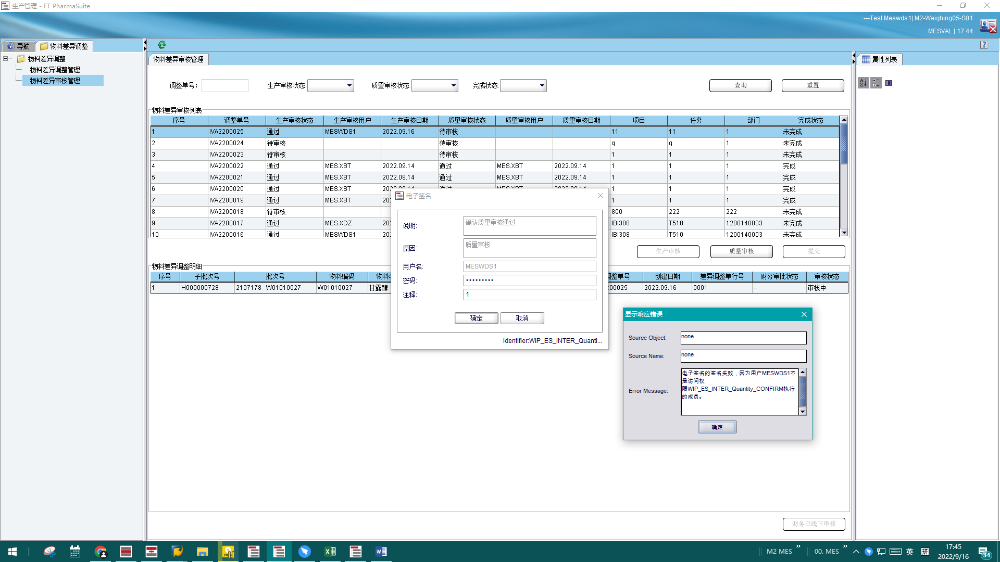 生产管理 - FT PharmaSuite
---Test.Meswds1| M2-Weighing05-S01
MESVAL | 17:44
导航
物料差异调整
物料差异调整
物料差异调整管理
物料差异审核管理
物料差异审核管理
调整单号:
生产审核状态:
质量审核状态:
完成状态:
查询
重置
物料差异审核列表
序号 调整单号 生产审核状态 生产审核用户 生产审核日期 质量审核状态 质量审核用户 质量审核日期 项目 任务 部门 完成状态
1 IVA2200025 通过 MESWDS1 2022.09.16 待审核 11 11 1 未完成
2 IVA2200024 待审核 待审核 q q 1 未完成
3 IVA2200023 待审核 待审核 1 1 1 未完成
4 IVA2200022 通过 MES.XBT 2022.09.14 通过 MES.XBT 2022.09.14 1 1 1 完成
5 IVA2200021 通过 MES.XBT 2022.09.14 通过 MES.XBT 2022.09.14 1 1 1 完成
6 IVA2200020 通过 MES.XBT 2022.09.14 通过 MES.XBT 2022.09.14 1 1 1 完成
7 IVA2200019 通过 MES.XBT 202 1 1 1 完成
8 IVA2200018 待审核 800 222 222 未完成
9 IVA2200017 通过 MES.XDZ 202 IBI308 T510 1200140003 未完成
10 IVA2200016 通过 MESWDS1 202 IBI308 T510 1200140003 未完成
生产审核
质量审核
提交
物料差异调整明细
序号 子批次号 批次号 物料编码 物料 调整单号 创建日期 差异调整单行号 财务审批状态 审核状态
1 H000000728 2107178 W01010027 W01010027 甘露醇 00025 2022.09.16 0001 -- 审核中
电子签名
说明: 确认质量审核通过
原因: 质量审核
用户名: MESWDS1
密码: •••••••••
注释: 1
确定
取消
Identifier:WIP_ES_INTER_Quanti...
显示响应错误
Source Object: none
Source Name: none
Error Message:
电子签名的签名失败，因为用户MESWDS1不
是访问权
限WIP_ES_INTER_Quantity_CONFIRM执行
的成员。
确定
财务已线下审核
属性列表
M2 MES
00. MES
英
拼
17:45
2022/9/16
34